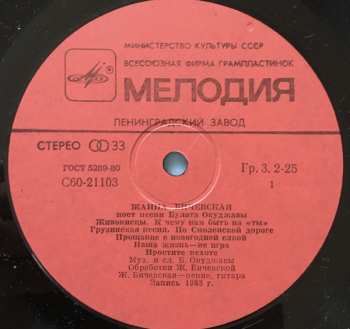 МИНИСТЕРСТВО КУЛЬТУРЫ СССР
ВСЕСОЮЗНАЯ ФИРМА ГРАМПЛАСТИНОК
МЕЛОДИЯ
ЛЕНИНГРАДСКИЙ ЗАВОД
СТЕРЕО 33
ГОСТ 5289-80 Гр. 3. 2-25
С60-21103 1
ЖАННА БИЧЕВСКАЯ
поет песни Булата Окуджавы
Живописцы. К чему нам быть на «ты»
Грузинская песня. По Смоленской дороге
Прощание с новогодней елкой
Наша жизнь—не игра
Простите пехоте
Муз. и сл. Б. Окуджавы
Обработки Ж. Бичевской
Ж. Бичевская—пение, гитара
Запись 1983 г.